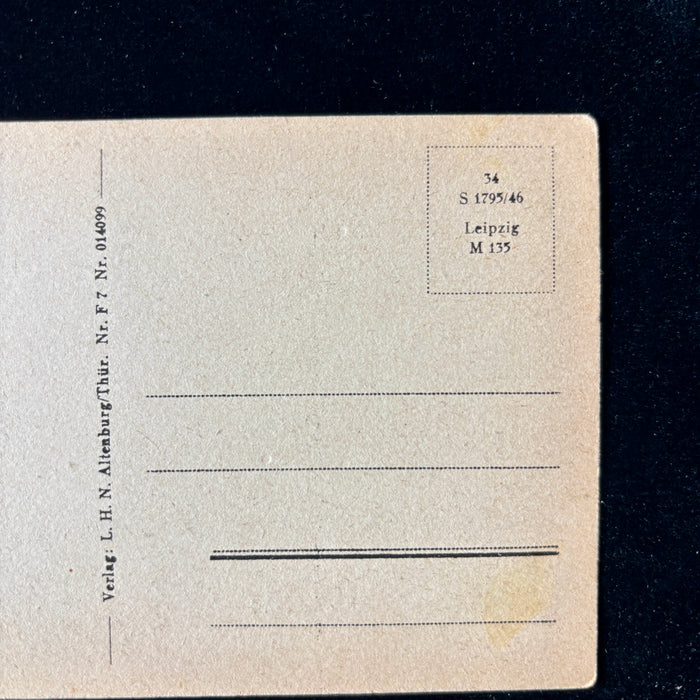 Verlag: L. H. N. Altenburg/Thür. Nr. F 7 Nr. 014099
34
S 1795/46
Leipzig
M 135